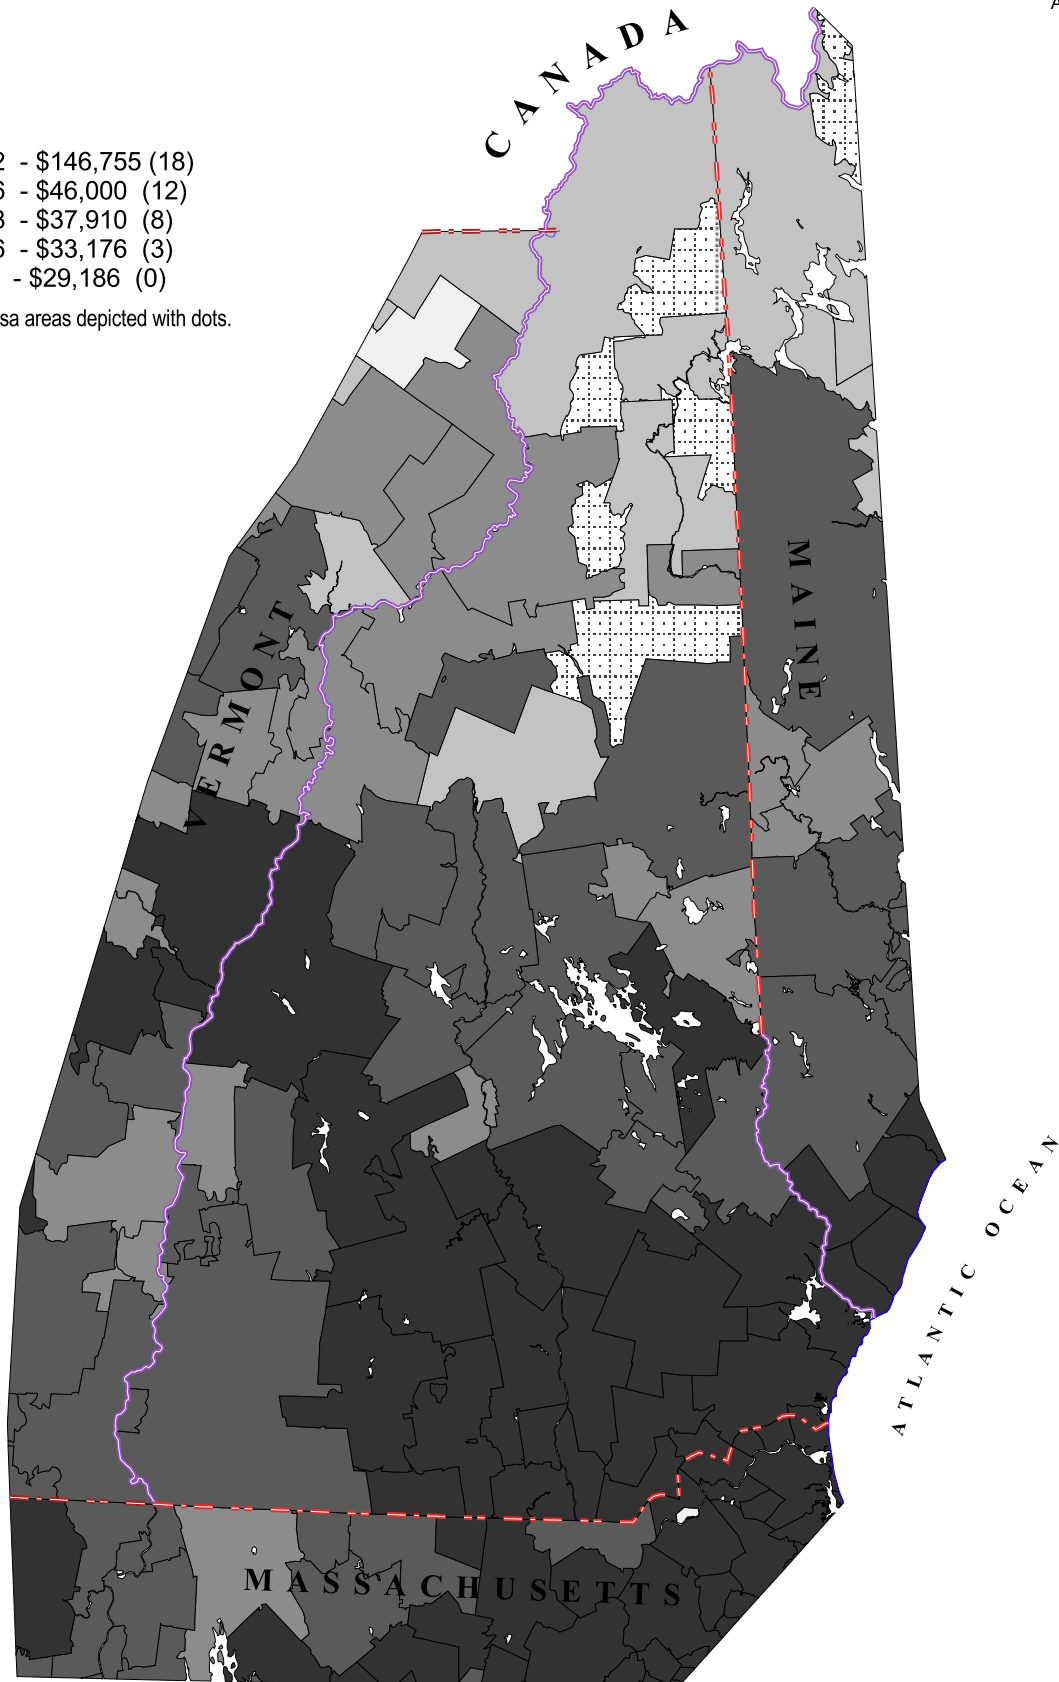 A
CANADA
2 - $146,755 (18)
6 - $46,000 (12)
3 - $37,910 (8)
6 - $33,176 (3)
- $29,186 (0)
sa areas depicted with dots.
MAINE
VERMONT
ATLANTIC OCEAN
MASSACHUSETTS